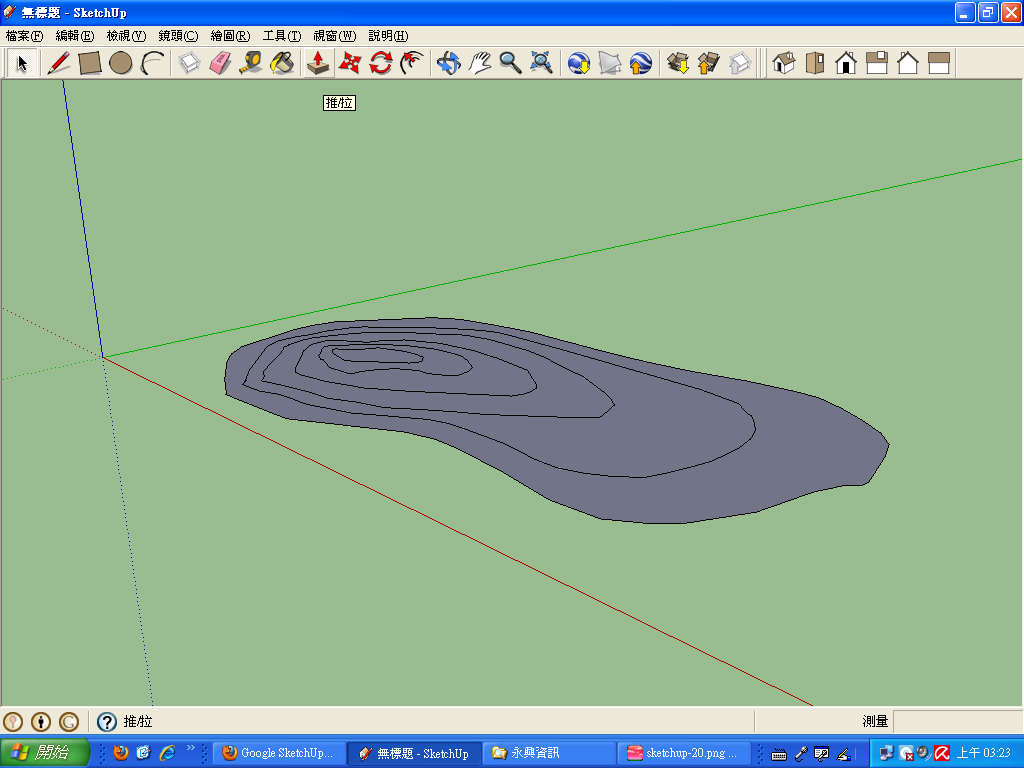 無標題 - SketchUp
檔案(F) 編輯(E) 檢視(V) 鏡頭(C) 繪圖(R) 工具(T) 視窗(W) 說明(H)
推/拉
推/拉 測量
開始 Google SketchUp... 無標題 - SketchUp 永興資訊 sketchup-20.png ... 上午 03:23